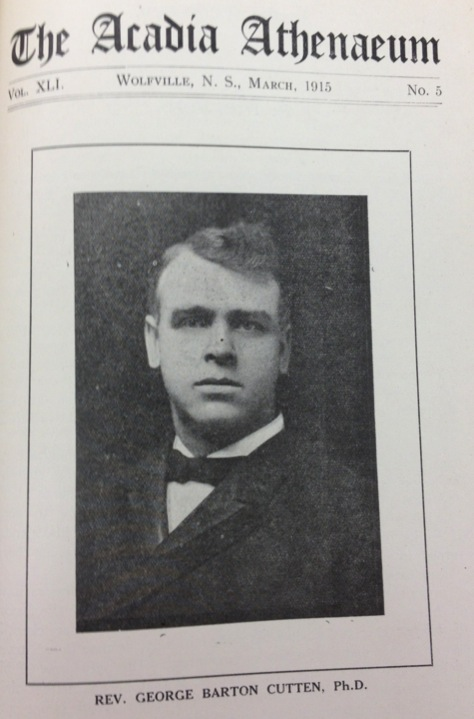 The Acadia Athenaeum
VOL. XLI. WOLFVILLE, N. S., MARCH, 1915 No. 5
REV. GEORGE BARTON CUTTEN, Ph.D.